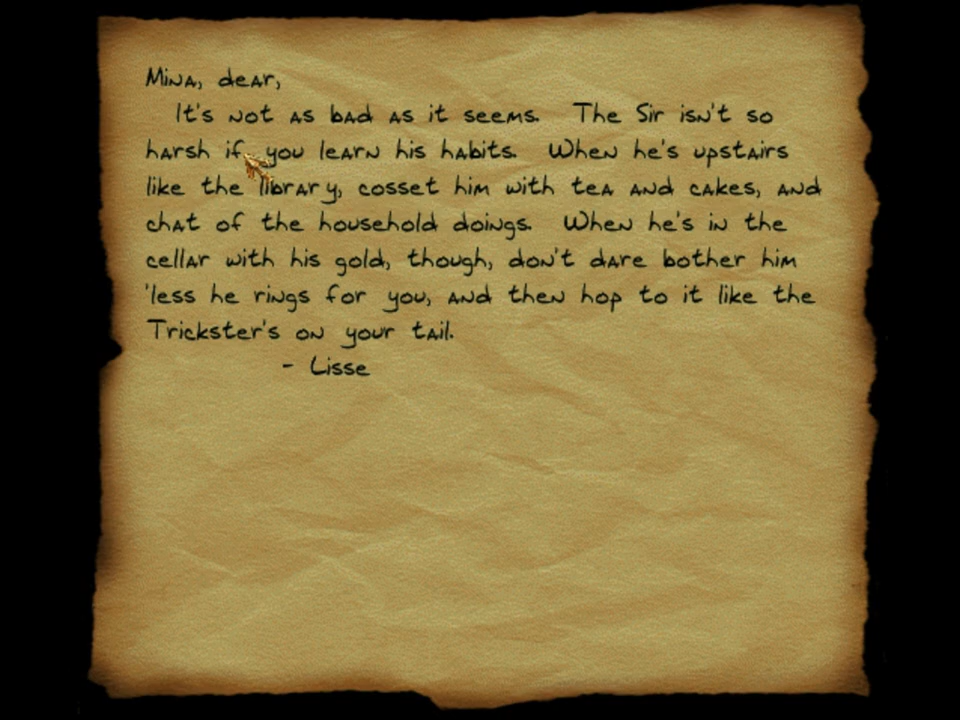 Mina, dear,
It's not as bad as it seems. The Sir isn't so
harsh if you learn his habits. When he's upstairs
like the library, cosset him with tea and cakes, and
chat of the household doings. When he's in the
cellar with his gold, though, don't dare bother him
'less he rings for you, and then hop to it like the
Trickster's on your tail.
- Lisse